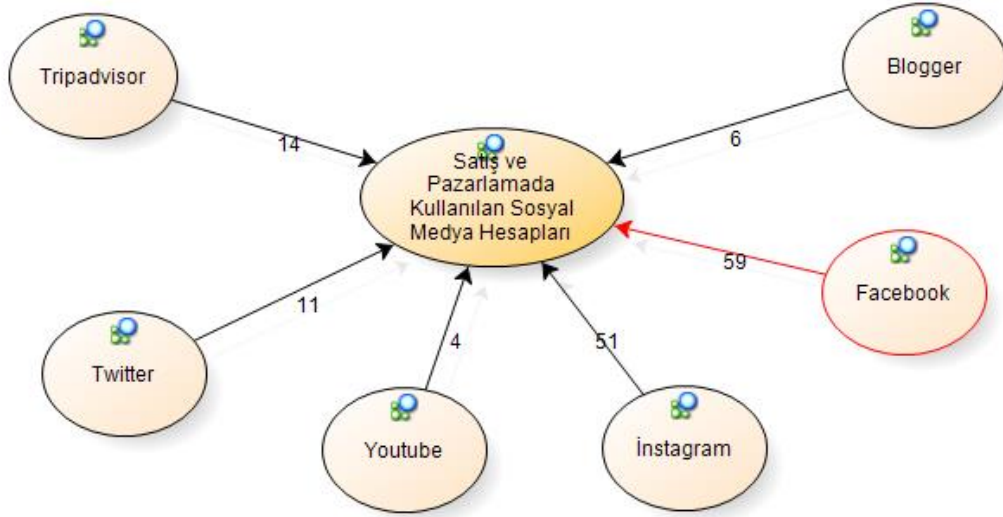 Tripadvisor
Blogger
14
6
Satış ve
Pazarlamada
Kullanılan Sosyal
Medya Hesapları
59
Facebook
11
Twitter
4
51
Youtube
İnstagram